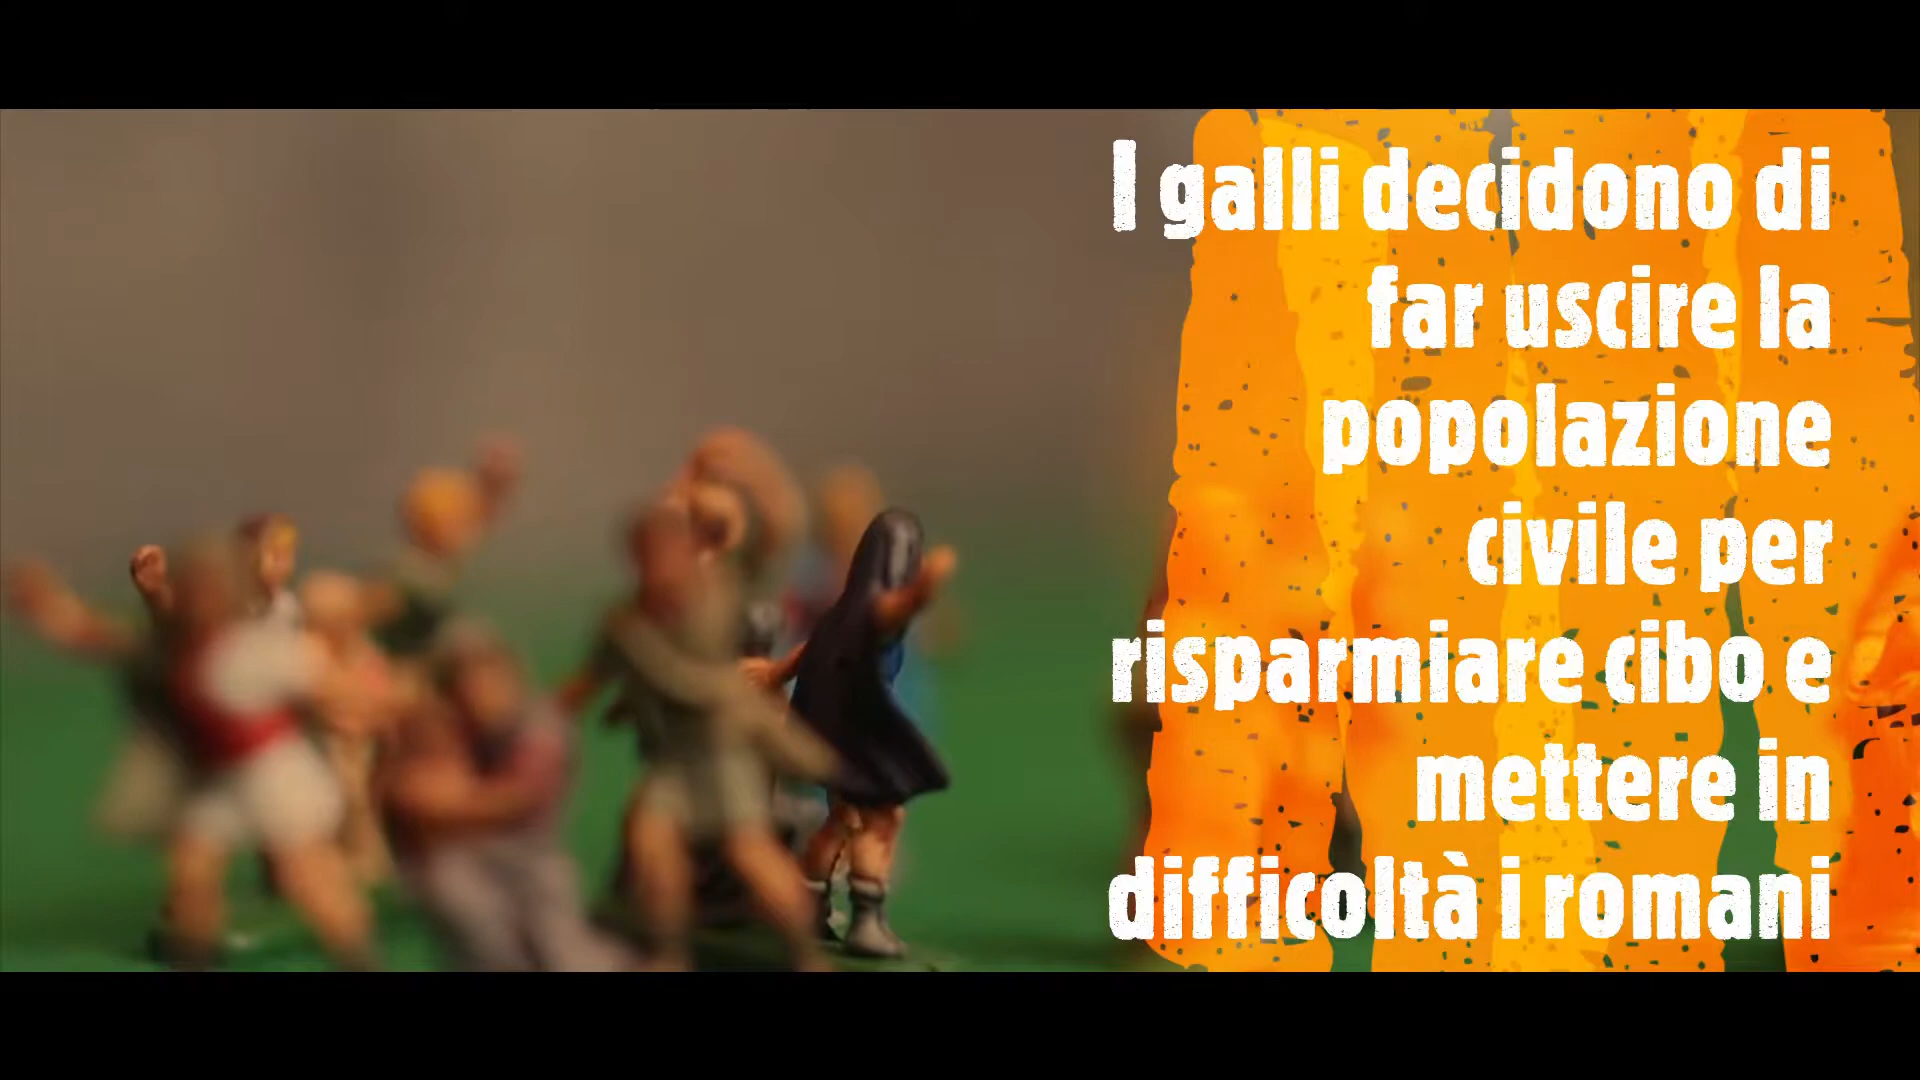 I galli decidono di
far uscire la
popolazione
civile per
risparmiare cibo e
mettere in
difficoltà i romani